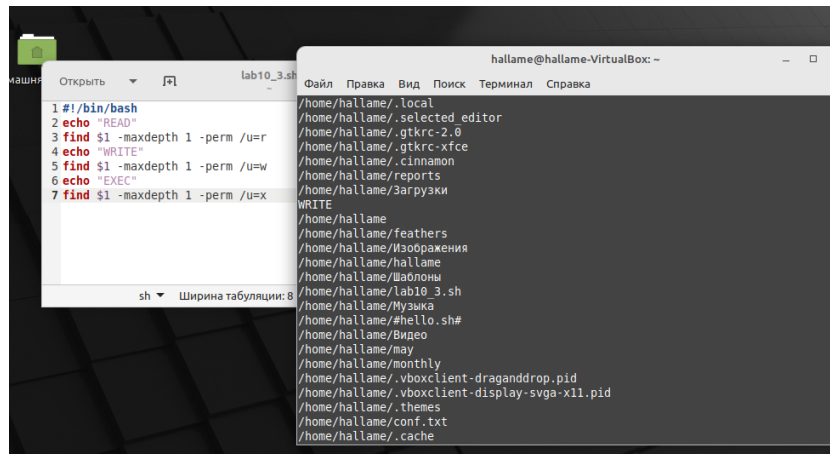 машня
Открыть
lab10_3.sh
~
1 #!/bin/bash
2 echo "READ"
3 find $1 -maxdepth 1 -perm /u=r
4 echo "WRITE"
5 find $1 -maxdepth 1 -perm /u=w
6 echo "EXEC"
7 find $1 -maxdepth 1 -perm /u=x
sh Ширина табуляции: 8
hallame@hallame-VirtualBox: ~
Файл Правка Вид Поиск Терминал Справка
/home/hallame/.local
/home/hallame/.selected_editor
/home/hallame/.gtkrc-2.0
/home/hallame/.gtkrc-xfce
/home/hallame/.cinnamon
/home/hallame/reports
/home/hallame/Загрузки
WRITE
/home/hallame
/home/hallame/feathers
/home/hallame/Изображения
/home/hallame/hallame
/home/hallame/Шаблоны
/home/hallame/lab10_3.sh
/home/hallame/Музыка
/home/hallame/#hello.sh#
/home/hallame/Видео
/home/hallame/may
/home/hallame/monthly
/home/hallame/.vboxclient-draganddrop.pid
/home/hallame/.vboxclient-display-svga-x11.pid
/home/hallame/.themes
/home/hallame/conf.txt
/home/hallame/.cache